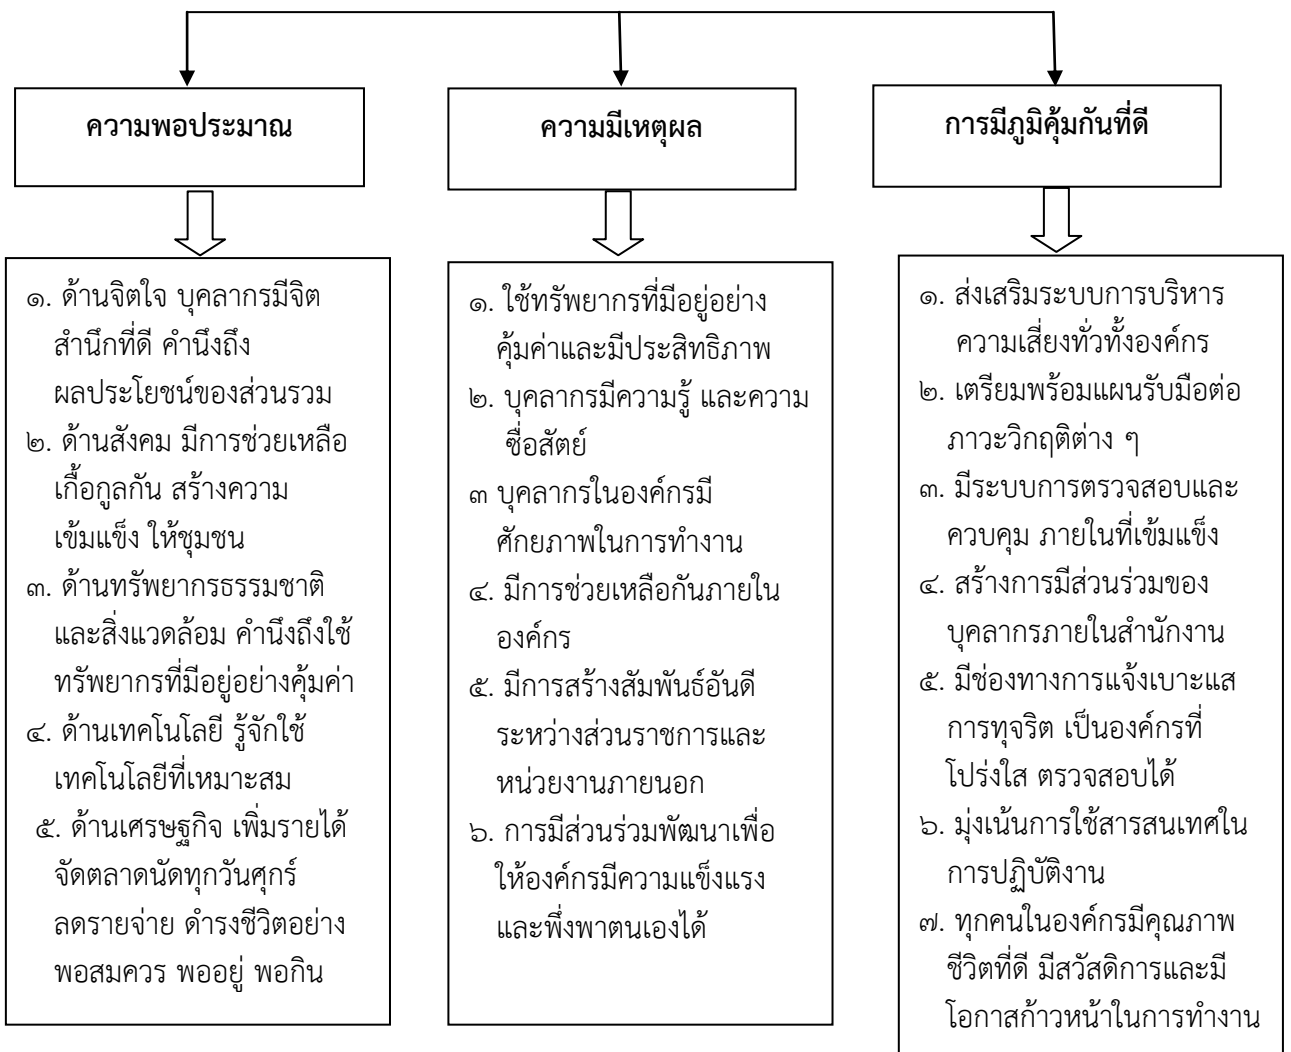 ความพอประมาณ
ความมีเหตุผล
การมีภูมิคุ้มกันที่ดี
๑. ด้านจิตใจ บุคลากรมีจิต
สำนึกที่ดี คำนึงถึง
ผลประโยชน์ของส่วนรวม
๒. ด้านสังคม มีการช่วยเหลือ
เกื้อกูลกัน สร้างความ
เข้มแข็ง ให้ชุมชน
๓. ด้านทรัพยากรธรรมชาติ
และสิ่งแวดล้อม คำนึงถึงใช้
ทรัพยากรที่มีอยู่อย่างคุ้มค่า
๔. ด้านเทคโนโลยี รู้จักใช้
เทคโนโลยีที่เหมาะสม
๕. ด้านเศรษฐกิจ เพิ่มรายได้
จัดตลาดนัดทุกวันศุกร์
ลดรายจ่าย ดำรงชีวิตอย่าง
พอสมควร พออยู่ พอกิน
๑. ใช้ทรัพยากรที่มีอยู่อย่าง
คุ้มค่าและมีประสิทธิภาพ
๒. บุคลากรมีความรู้ และความ
ซื่อสัตย์
๓ บุคลากรในองค์กรมี
ศักยภาพในการทำงาน
๔. มีการช่วยเหลือกันภายใน
องค์กร
๕. มีการสร้างสัมพันธ์อันดี
ระหว่างส่วนราชการและ
หน่วยงานภายนอก
๖. การมีส่วนร่วมพัฒนาเพื่อ
ให้องค์กรมีความแข็งแรง
และพึ่งพาตนเองได้
๑. ส่งเสริมระบบการบริหาร
ความเสี่ยงทั่วทั้งองค์กร
๒. เตรียมพร้อมแผนรับมือต่อ
ภาวะวิกฤติต่าง ๆ
๓. มีระบบการตรวจสอบและ
ควบคุม ภายในที่เข้มแข็ง
๔. สร้างการมีส่วนร่วมของ
บุคลากรภายในสำนักงาน
๕. มีช่องทางการแจ้งเบาะแส
การทุจริต เป็นองค์กรที่
โปร่งใส ตรวจสอบได้
๖. มุ่งเน้นการใช้สารสนเทศใน
การปฏิบัติงาน
๗. ทุกคนในองค์กรมีคุณภาพ
ชีวิตที่ดี มีสวัสดิการและมี
โอกาสก้าวหน้าในการทำงาน